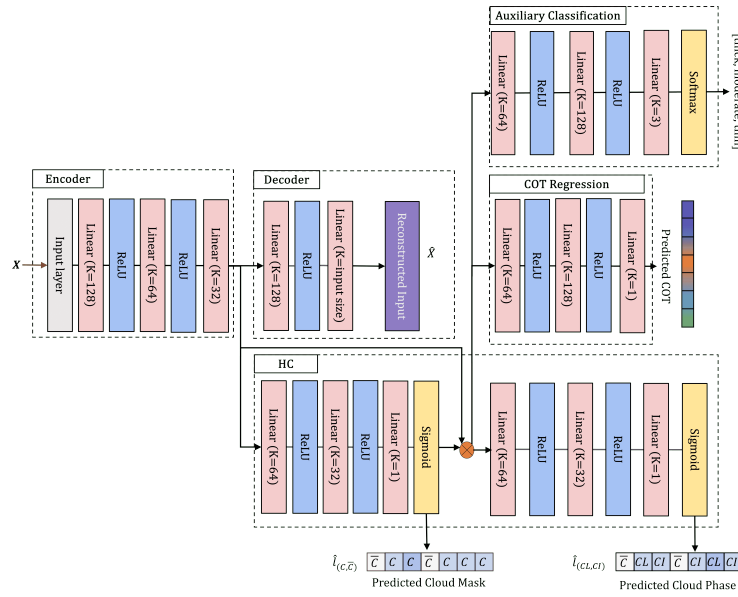 Auxiliary Classification
Linear (K=64)
ReLU
Linear (K=128)
ReLU
Linear (K=3)
Softmax
Encoder
Input layer
Linear (K=128)
ReLU
Linear (K=64)
ReLU
Linear (K=32)
X
Decoder
Linear (K=128)
ReLU
Linear (K=input size)
Reconstructed Input
X̂
COT Regression
Linear (K=64)
ReLU
Linear (K=128)
ReLU
Linear (K=1)
Predicted COT
HC
Linear (K=64)
ReLU
Linear (K=32)
ReLU
Linear (K=1)
Sigmoid
Linear (K=64)
ReLU
Linear (K=32)
ReLU
Linear (K=1)
Sigmoid
l̂(C,C̅) C̅ C C C̅ C C C
Predicted Cloud Mask
l̂(CL,CI) C̅ CL CI C̅ CI CL CI
Predicted Cloud Phase